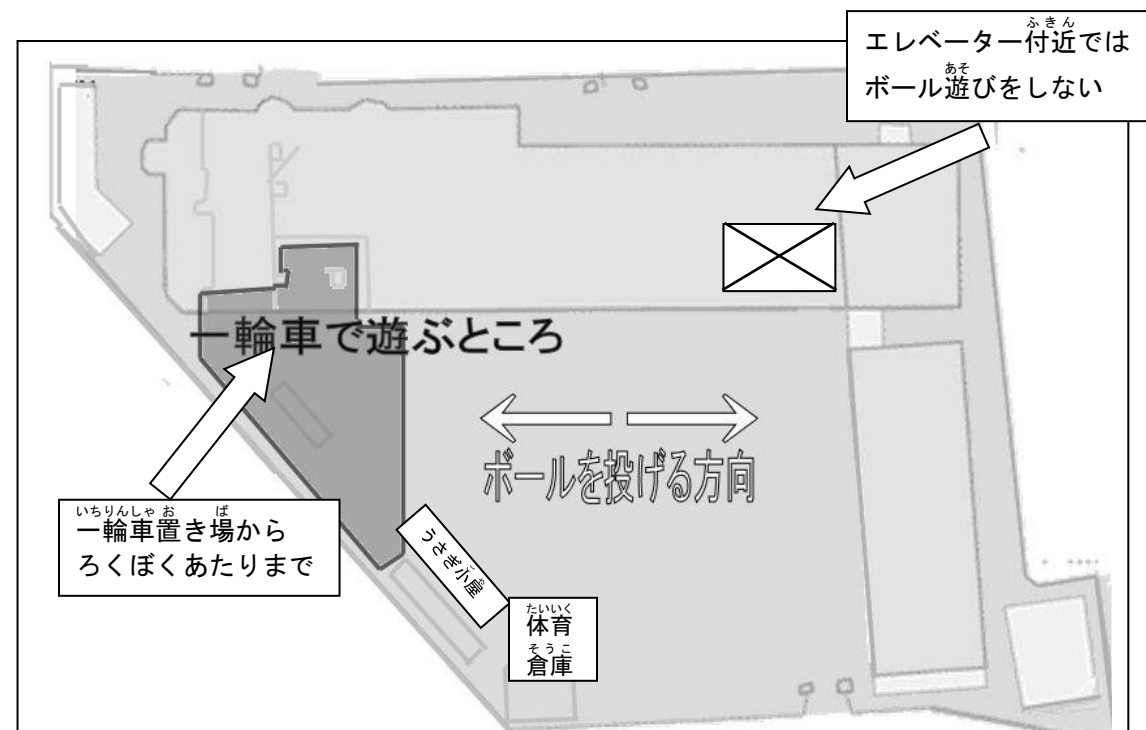 エレベーター付近では
ボール遊びをしない
一輪車で遊ぶところ
ボールを投げる方向
一輪車置き場から
ろくぼくあたりまで
うさぎ小屋
体育
倉庫